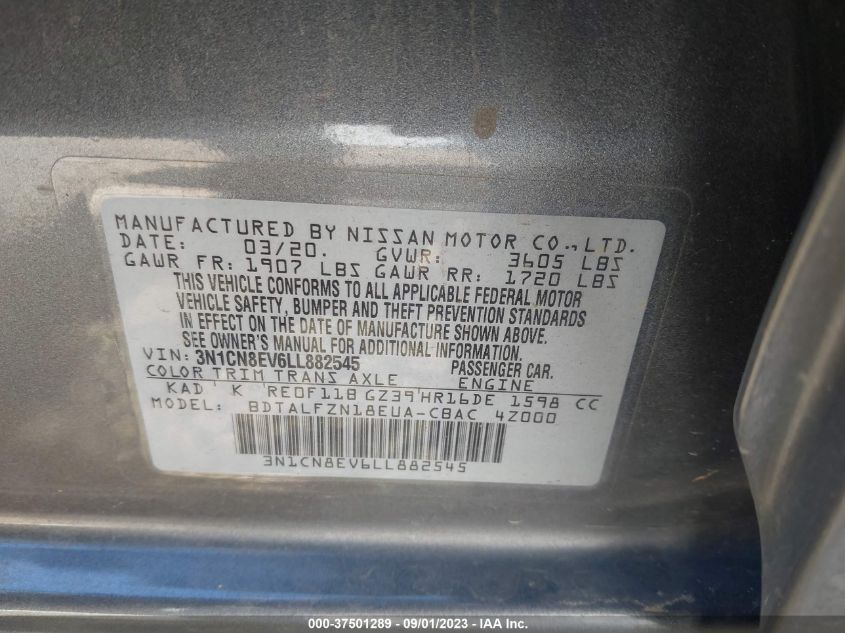 MANUFACTURED BY NISSAN MOTOR CO., LTD.
DATE: 03/20. GVWR: 3605 LBS
GAWR FR: 1907 LBS GAWR RR: 1720 LBS
THIS VEHICLE CONFORMS TO ALL APPLICABLE FEDERAL MOTOR
VEHICLE SAFETY, BUMPER AND THEFT PREVENTION STANDARDS
IN EFFECT ON THE DATE OF MANUFACTURE SHOWN ABOVE.
SEE OWNER'S MANUAL FOR ADDITIONAL INFORMATION.
VIN: 3N1CN8EV6LL882545 PASSENGER CAR.
COLOR TRIM TRANS AXLE ENGINE
KAD K RE0F11B GZ39 HR16DE 1598 CC
MODEL: BDTALFZN18EUA-CBAC 4Z000
3N1CN8EV6LL882545
000-37501289 - 09/01/2023 - IAA Inc.